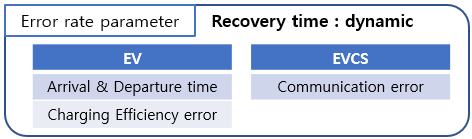 Error rate parameter
Recovery time : dynamic
EV
Arrival & Departure time
Charging Efficiency error
EVCS
Communication error